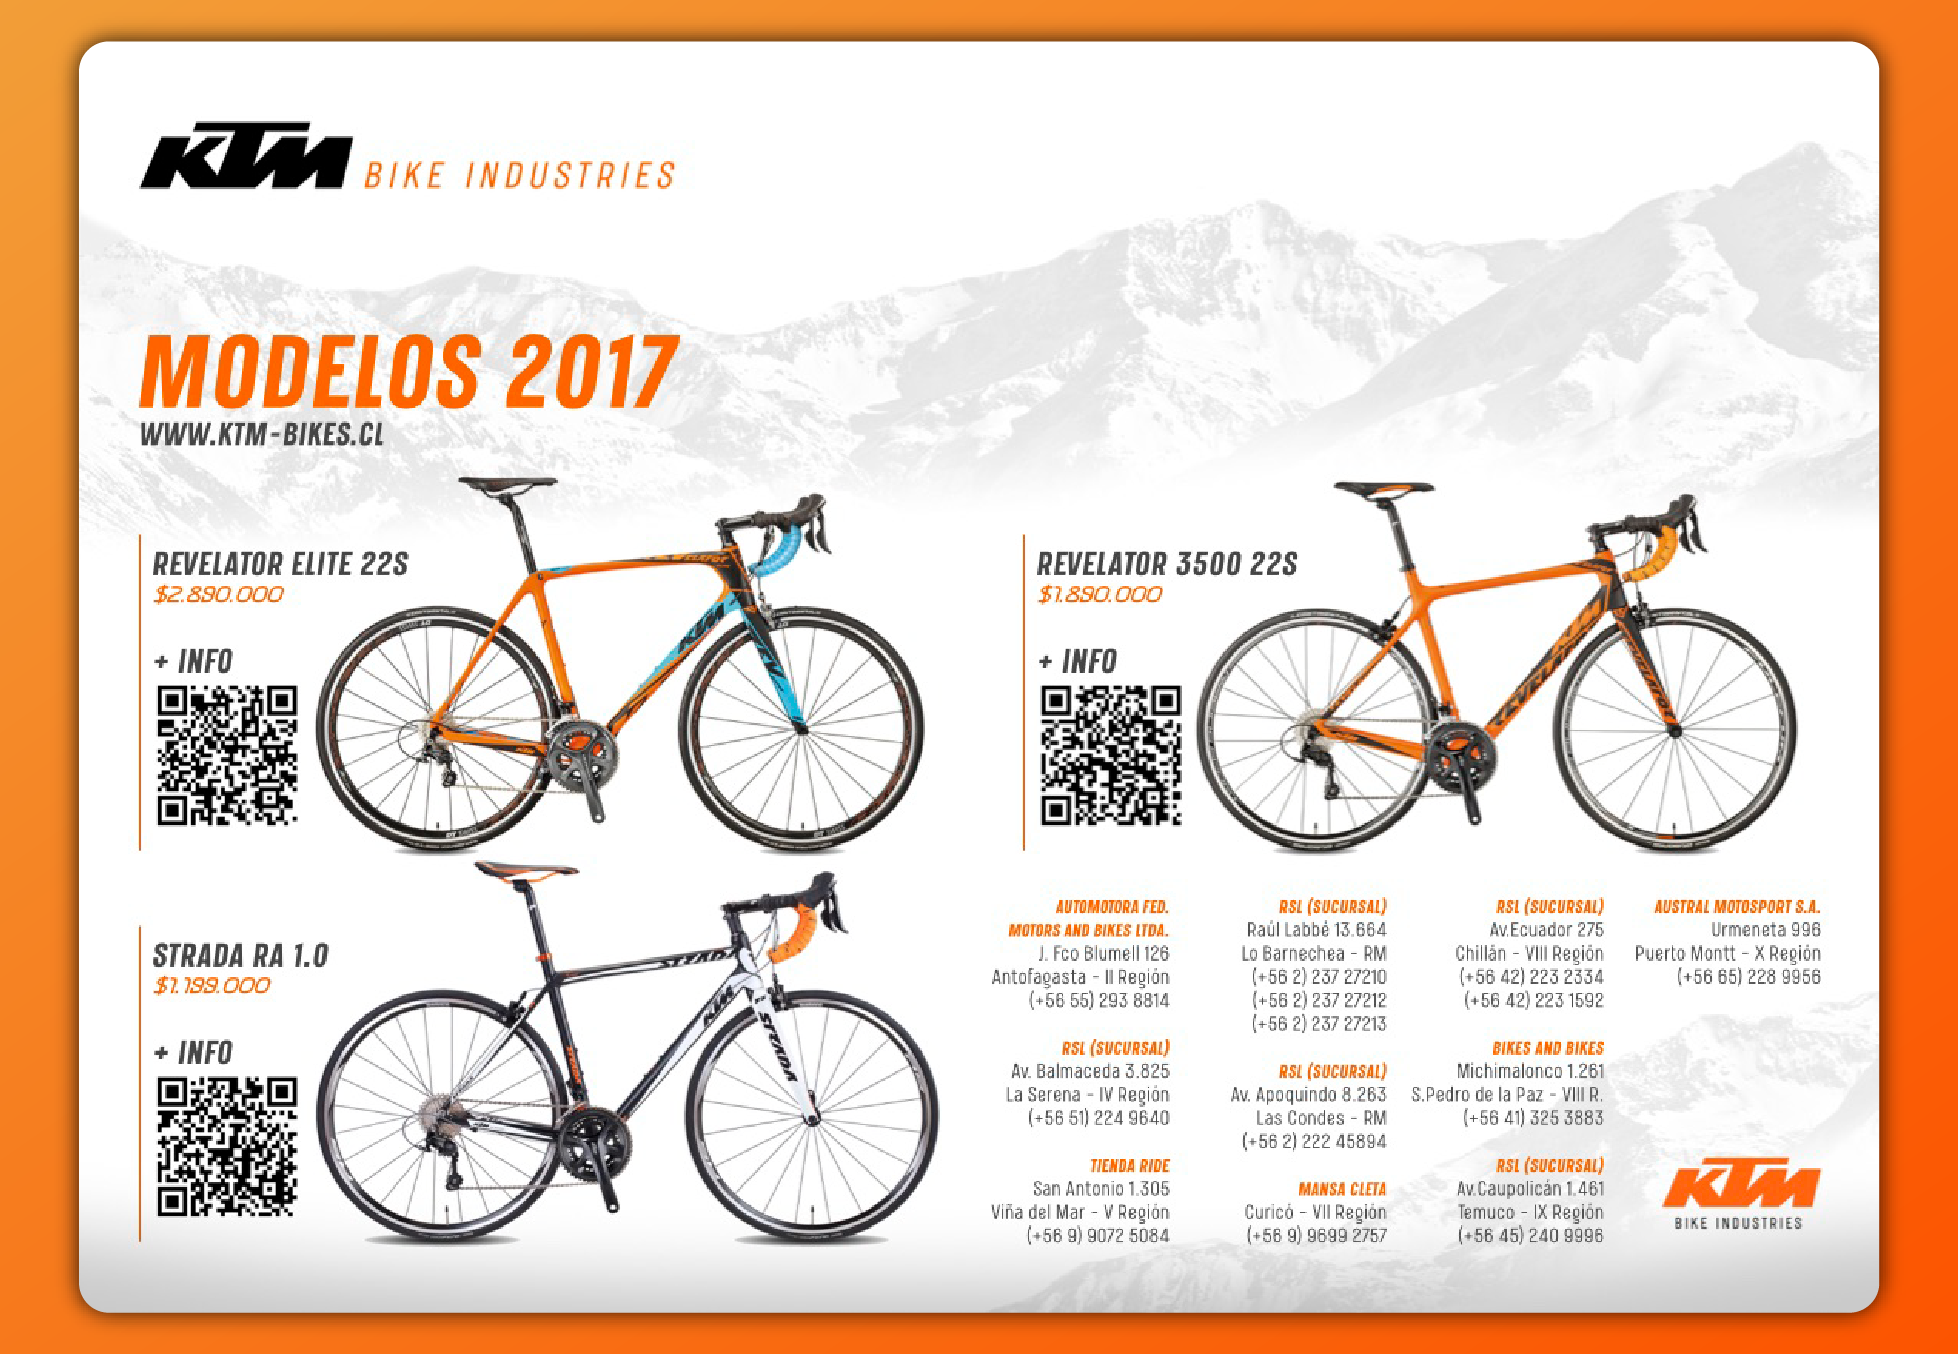 KTM BIKE INDUSTRIES
MODELOS 2017
WWW.KTM-BIKES.CL
REVELATOR ELITE 22S
$2.890.000
+ INFO
REVELATOR 3500 22S
$1.890.000
+ INFO
STRADA RA 1.0
$1.199.000
+ INFO
KTM
REVELATOR
STRADA
KTM
STRADA
AUTOMOTORA FED.
MOTORS AND BIKES LTDA.
J. Fco Blumell 126
Antofagasta - II Región
(+56 55) 293 8814
RSL (SUCURSAL)
Av. Balmaceda 3.825
La Serena - IV Región
(+56 51) 224 9640
TIENDA RIDE
San Antonio 1.305
Viña del Mar - V Región
(+56 9) 9072 5084
RSL (SUCURSAL)
Raúl Labbé 13.664
Lo Barnechea - RM
(+56 2) 237 27210
(+56 2) 237 27212
(+56 2) 237 27213
RSL (SUCURSAL)
Av. Apoquindo 8.263
Las Condes - RM
(+56 2) 222 45894
MANSA CLETA
Curicó - VII Región
(+56 9) 9699 2757
RSL (SUCURSAL)
Av.Ecuador 275
Chillán - VIII Región
(+56 42) 223 2334
(+56 42) 223 1592
BIKES AND BIKES
Michimalonco 1.261
S.Pedro de la Paz - VIII R.
(+56 41) 325 3883
RSL (SUCURSAL)
Av.Caupolicán 1.461
Temuco - IX Región
(+56 45) 240 9996
AUSTRAL MOTOSPORT S.A.
Urmeneta 996
Puerto Montt - X Región
(+56 65) 228 9956
KTM
BIKE INDUSTRIES